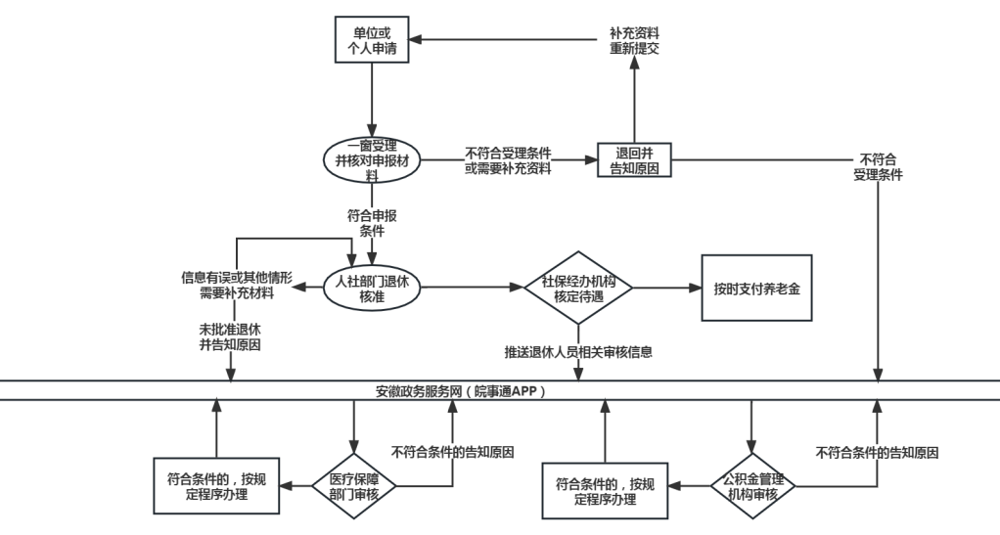 单位或
个人申请
补充资料
重新提交
一窗受理
并核对申报材
料
不符合受理条件
或需要补充资料
退回并
告知原因
不符合
受理条件
符合申报
条件
信息有误或其他情形
需要补充材料
人社部门退休
核准
社保经办机构
核定待遇
按时支付养老金
未批准退休
并告知原因
推送退休人员相关审核信息
安徽政务服务网（皖事通APP）
符合条件的，按规
定程序办理
医疗保障
部门审核
不符合条件的告知原因
符合条件的，按规
定程序办理
公积金管理
机构审核
不符合条件的告知原因